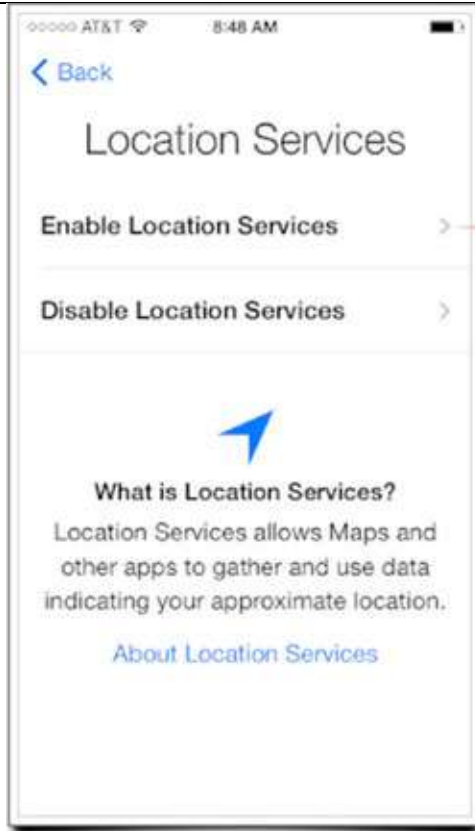 AT&T 8:48 AM
Back
Location Services
Enable Location Services
Disable Location Services
What is Location Services?
Location Services allows Maps and
other apps to gather and use data
indicating your approximate location.
About Location Services